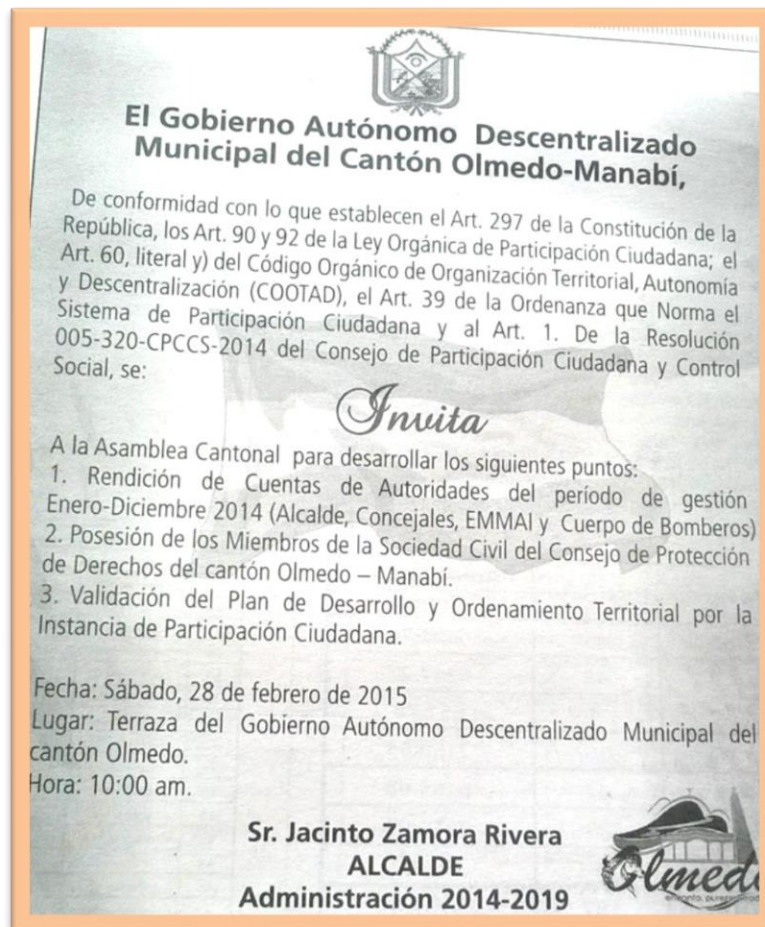 El Gobierno Autónomo Descentralizado
Municipal del Cantón Olmedo-Manabí,
De conformidad con lo que establecen el Art. 297 de la Constitución de la
República, los Art. 90 y 92 de la Ley Orgánica de Participación Ciudadana; el
Art. 60, literal y) del Código Orgánico de Organización Territorial, Autonomía
y Descentralización (COOTAD), el Art. 39 de la Ordenanza que Norma el
Sistema de Participación Ciudadana y al Art. 1. De la Resolución
005-320-CPCCS-2014 del Consejo de Participación Ciudadana y Control
Social, se:
Invita
A la Asamblea Cantonal para desarrollar los siguientes puntos:
1. Rendición de Cuentas de Autoridades del período de gestión
Enero-Diciembre 2014 (Alcalde, Concejales, EMMAI y Cuerpo de Bomberos)
2. Posesión de los Miembros de la Sociedad Civil del Consejo de Protección
de Derechos del cantón Olmedo – Manabí.
3. Validación del Plan de Desarrollo y Ordenamiento Territorial por la
Instancia de Participación Ciudadana.
Fecha: Sábado, 28 de febrero de 2015
Lugar: Terraza del Gobierno Autónomo Descentralizado Municipal del
cantón Olmedo.
Hora: 10:00 am.
Sr. Jacinto Zamora Rivera
ALCALDE
Administración 2014-2019
Olmedo